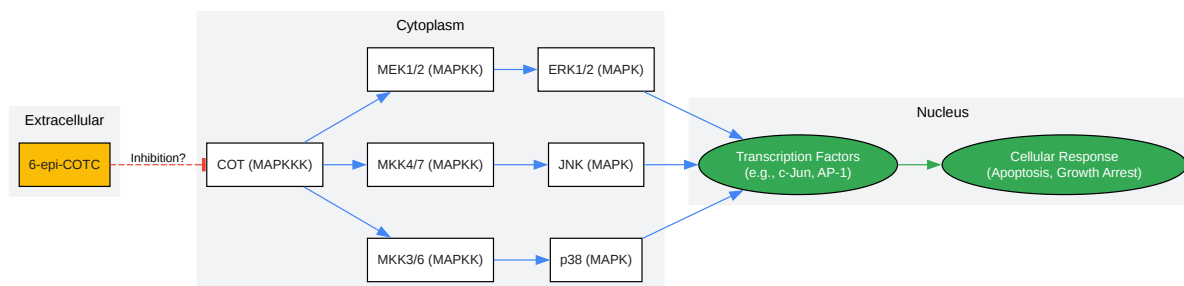 Cytoplasm
MEK1/2 (MAPKK)
ERK1/2 (MAPK)
Extracellular
Nucleus
6-epi-COTC
Inhibition?
COT (MAPKKK)
MKK4/7 (MAPKK)
JNK (MAPK)
Transcription Factors
(e.g., c-Jun, AP-1)
Cellular Response
(Apoptosis, Growth Arrest)
MKK3/6 (MAPKK)
p38 (MAPK)